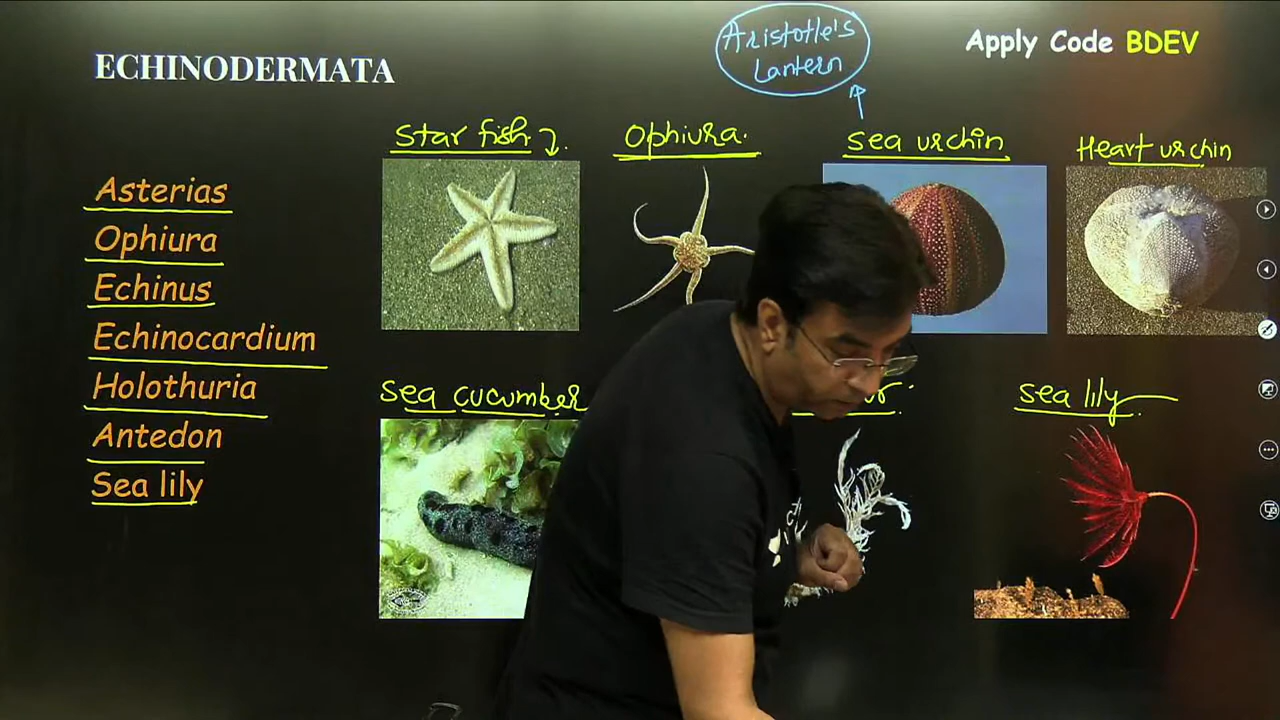 Aristotle's
Lantern
Apply Code BDEV
ECHINODERMATA
Star fish
Ophiura.
Sea urchin
Heart urchin
Asterias
Ophiura
Echinus
Echinocardium
Holothuria
Antedon
Sea lily
Sea cucumber
Sea lily